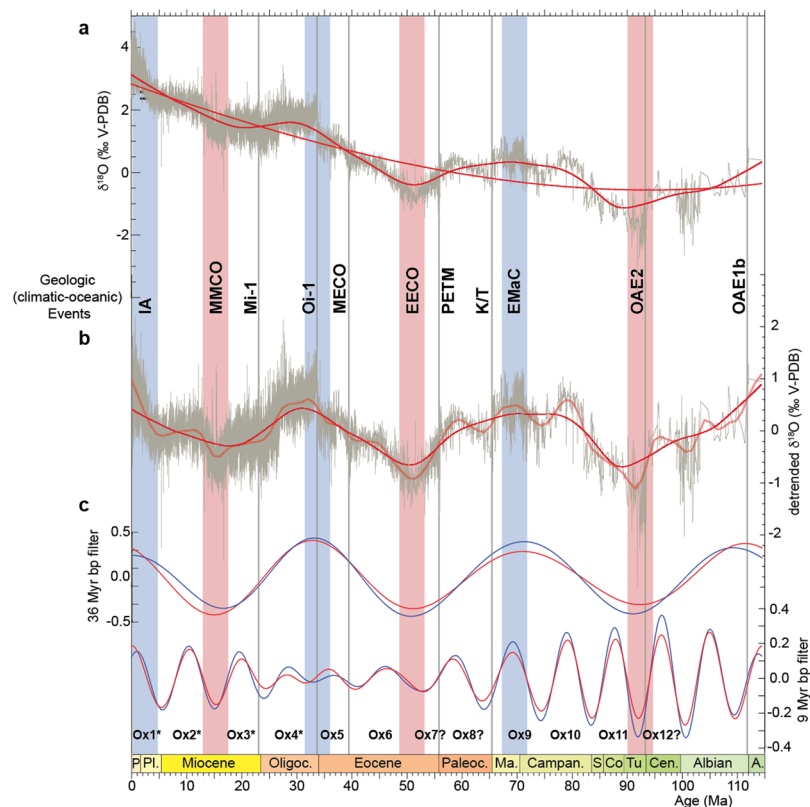 a
4
2
0
-2
δ¹⁸O (‰ V-PDB)
Geologic
(climatic-oceanic)
Events
IA
MMCO
Mi-1
Oi-1
MECO
EECO
PETM
K/T
EMaC
OAE2
OAE1b
b
2
1
0
-1
-2
detrended δ¹⁸O (‰ V-PDB)
c
0.5
0.0
-0.5
36 Myr bp filter
0.4
0.2
0.0
-0.2
-0.4
9 Myr bp filter
Ox1* Ox2* Ox3* Ox4* Ox5 Ox6 Ox7? Ox8? Ox9 Ox10 Ox11 Ox12?
P Pl. Miocene Oligoc. Eocene Paleoc. Ma. Campan. S Co Tu Cen. Albian A.
0 10 20 30 40 50 60 70 80 90 100 110
Age (Ma)